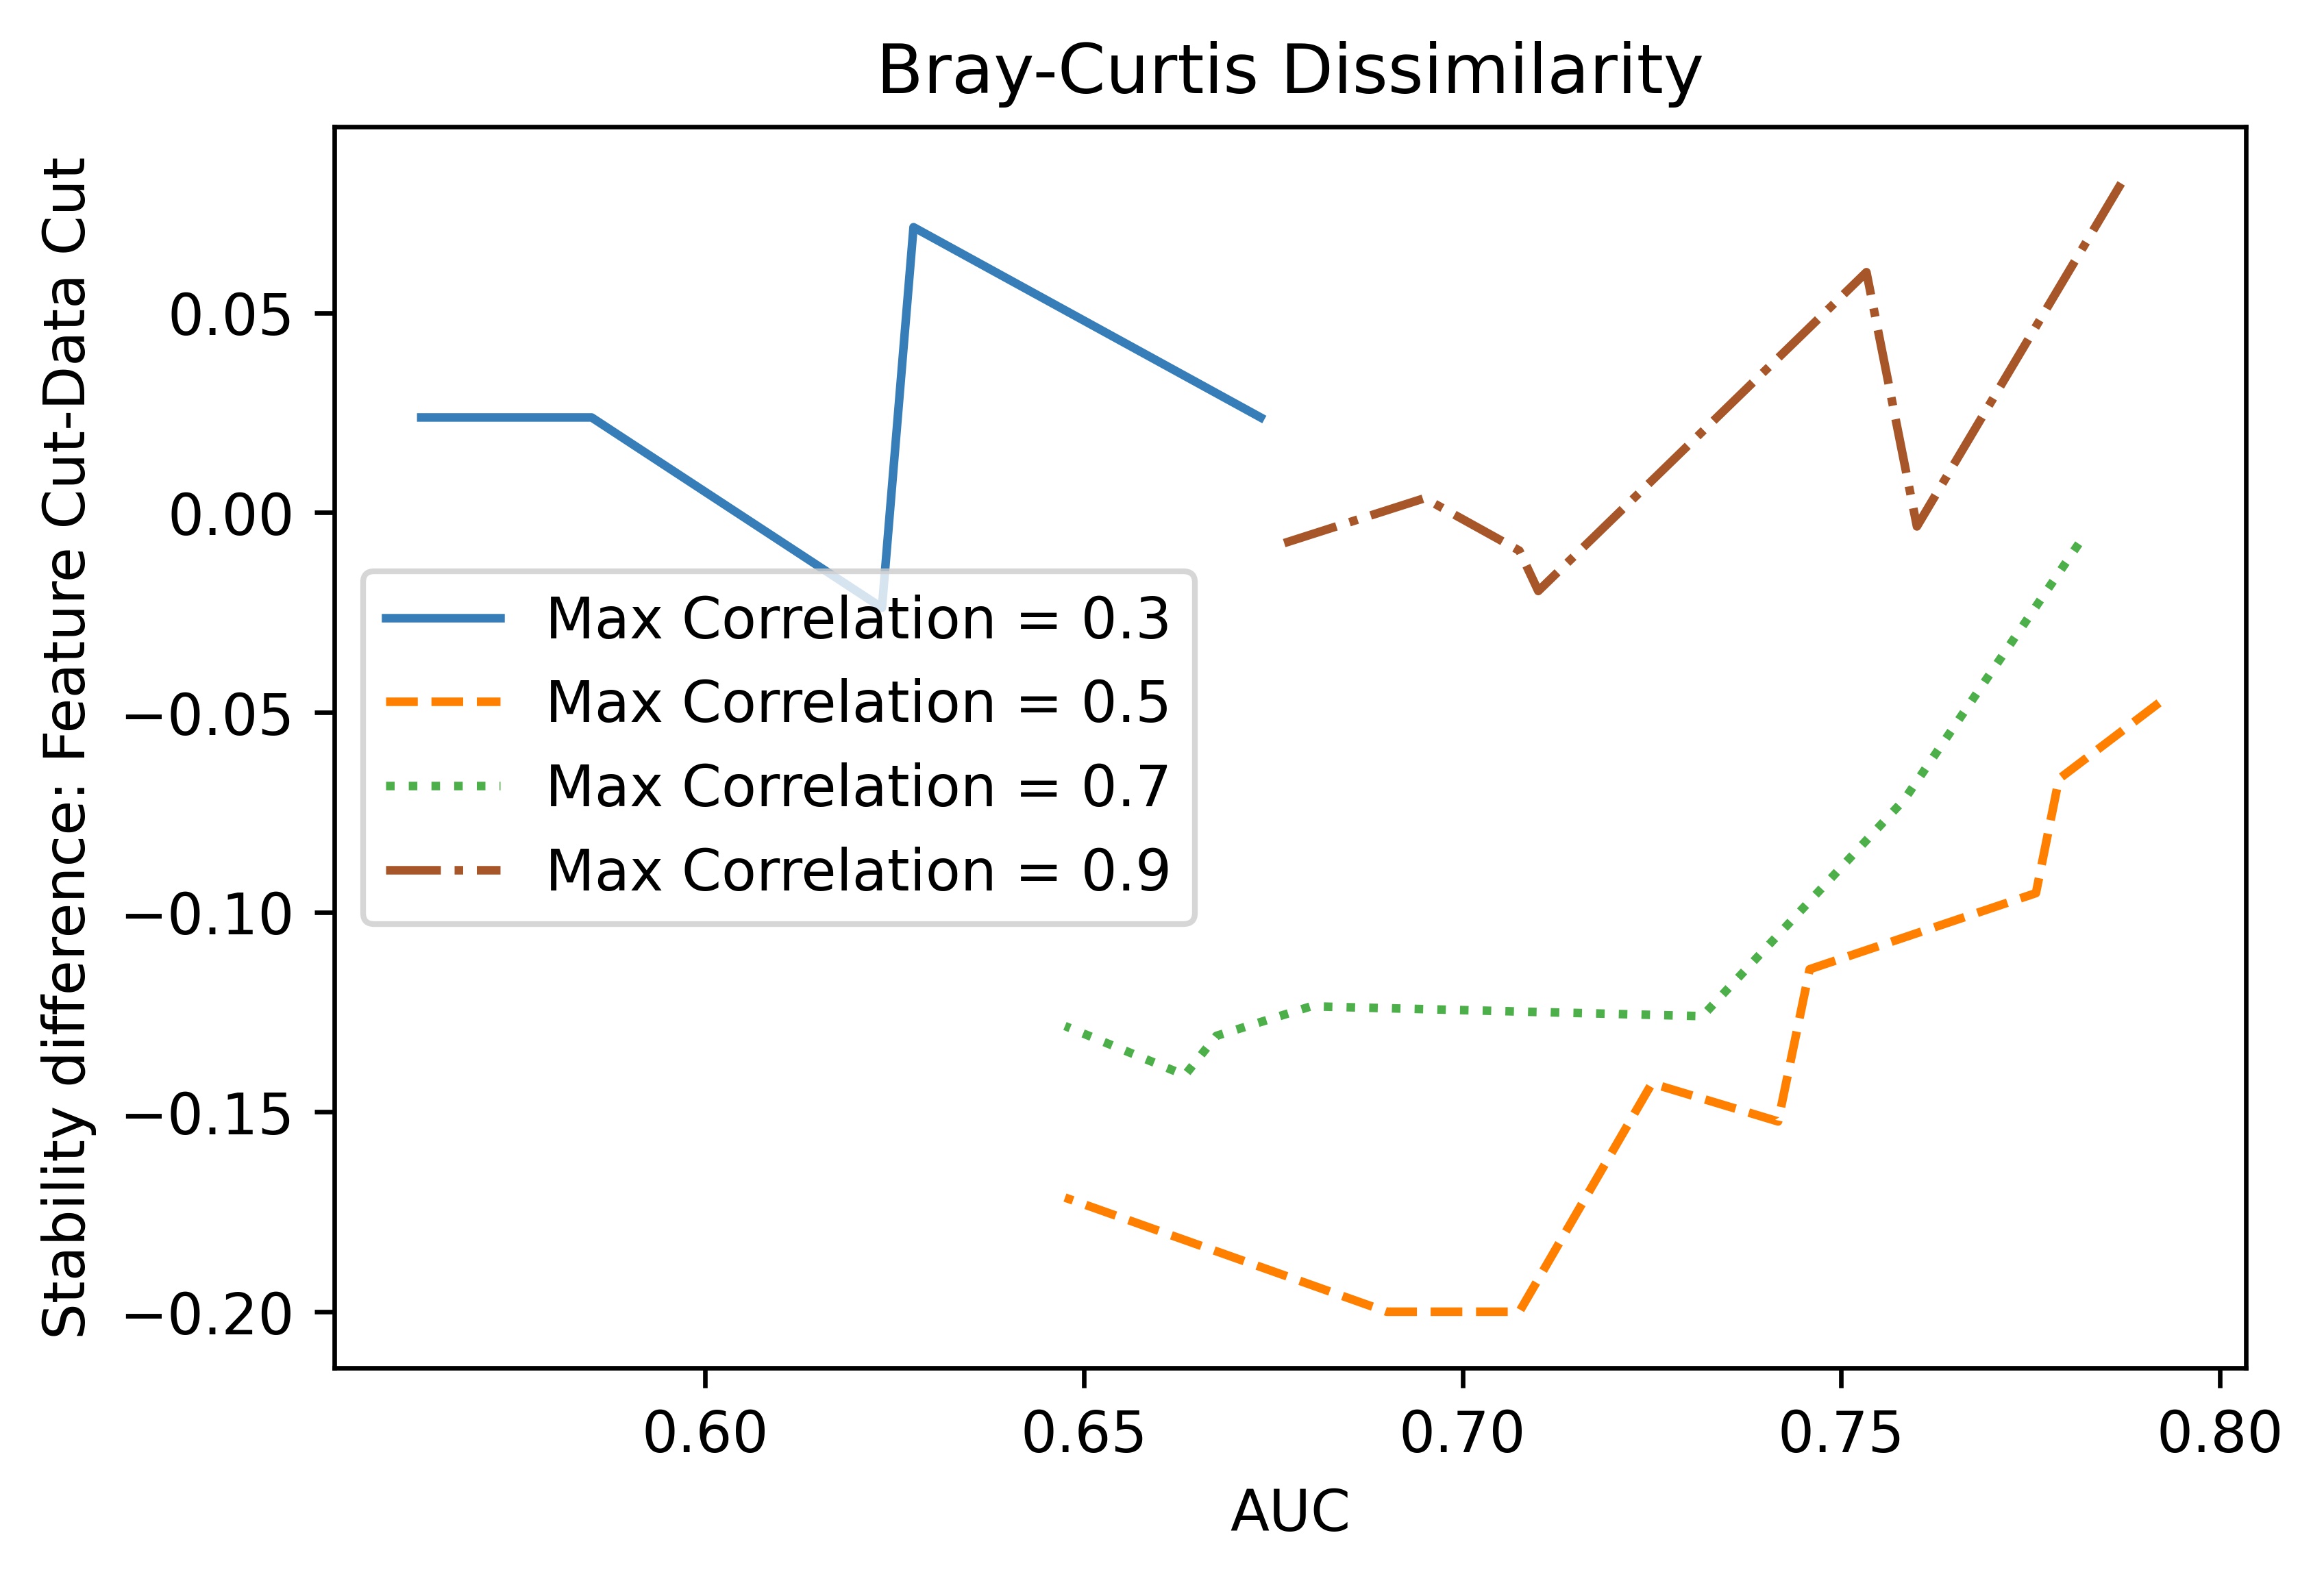 Bray-Curtis Dissimilarity
Stability difference: Feature Cut-Data Cut
0.05
0.00
−0.05
−0.10
−0.15
−0.20
Max Correlation = 0.3
Max Correlation = 0.5
Max Correlation = 0.7
Max Correlation = 0.9
0.60
0.65
0.70
0.75
0.80
AUC